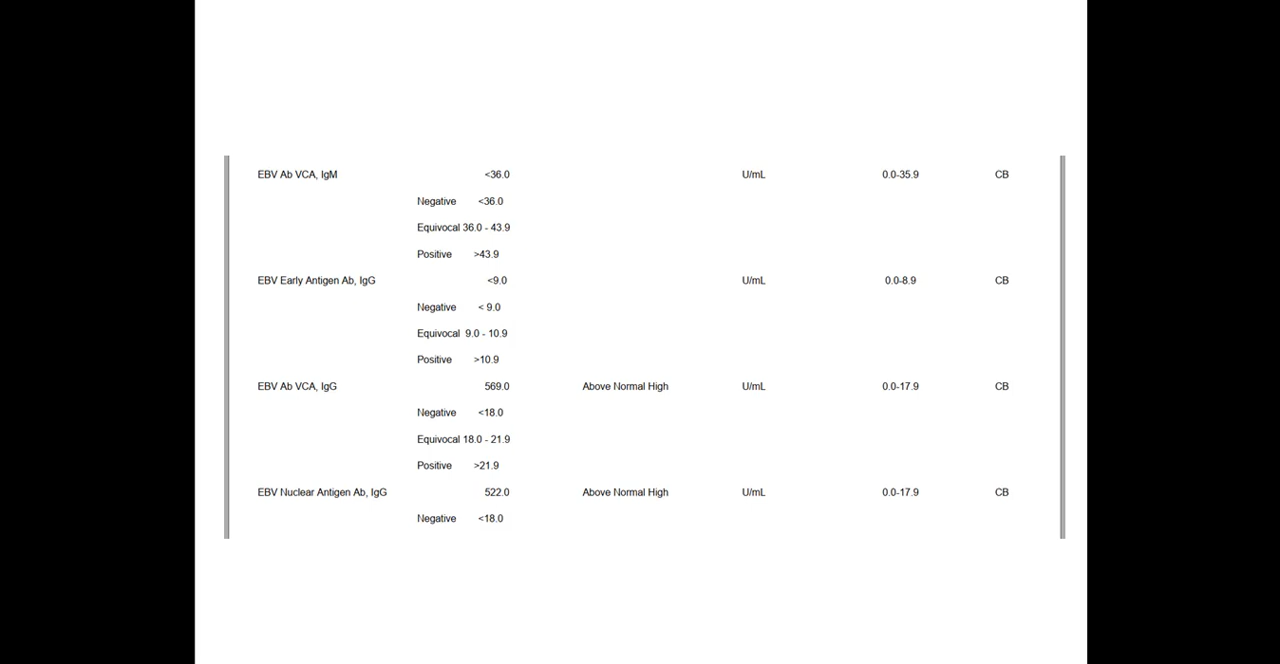 EBV Ab VCA, IgM <36.0 U/mL 0.0-35.9 CB
Negative <36.0
Equivocal 36.0 - 43.9
Positive >43.9
EBV Early Antigen Ab, IgG <9.0 U/mL 0.0-8.9 CB
Negative < 9.0
Equivocal 9.0 - 10.9
Positive >10.9
EBV Ab VCA, IgG 569.0 Above Normal High U/mL 0.0-17.9 CB
Negative <18.0
Equivocal 18.0 - 21.9
Positive >21.9
EBV Nuclear Antigen Ab, IgG 522.0 Above Normal High U/mL 0.0-17.9 CB
Negative <18.0